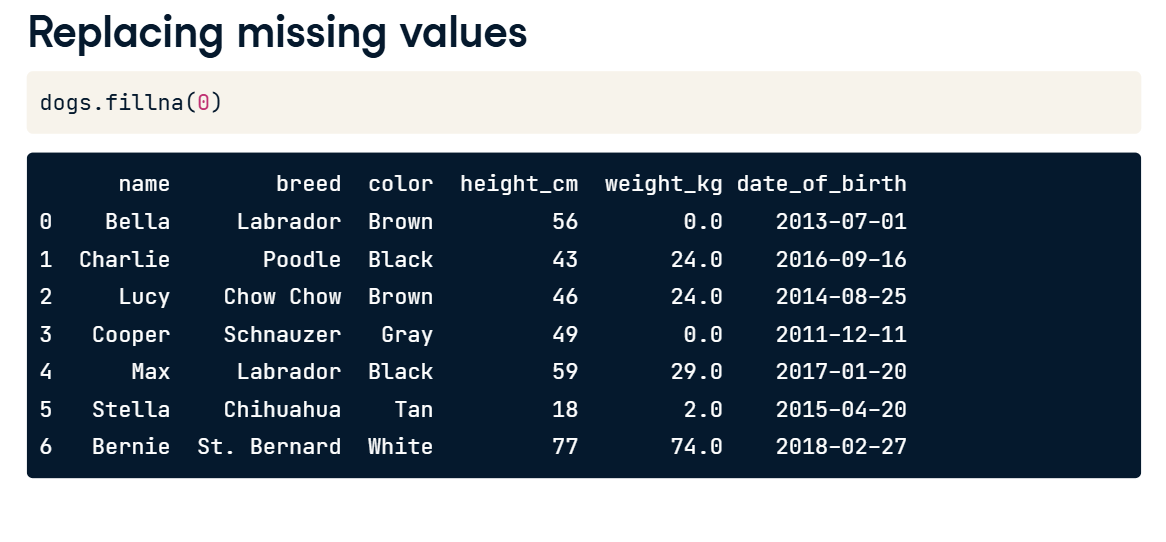 Replacing missing values
dogs.fillna(0)
name breed color height_cm weight_kg date_of_birth
0 Bella Labrador Brown 56 0.0 2013-07-01
1 Charlie Poodle Black 43 24.0 2016-09-16
2 Lucy Chow Chow Brown 46 24.0 2014-08-25
3 Cooper Schnauzer Gray 49 0.0 2011-12-11
4 Max Labrador Black 59 29.0 2017-01-20
5 Stella Chihuahua Tan 18 2.0 2015-04-20
6 Bernie St. Bernard White 77 74.0 2018-02-27